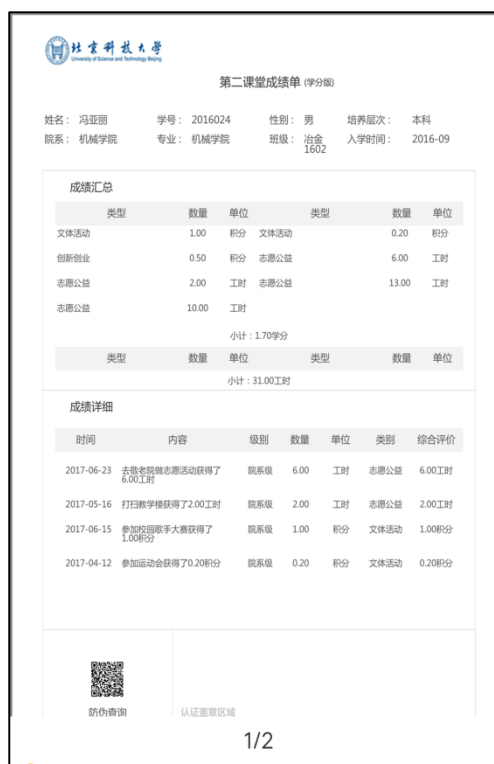 北京科技大学
University of Science and Technology Beijing
第二课堂成绩单 (学分版)
姓名： 冯亚丽 学号： 2016024 性别： 男 培养层次： 本科
院系： 机械学院 专业： 机械学院 班级： 冶金1602 入学时间： 2016-09
成绩汇总
类型 数量 单位 类型 数量 单位
文体活动 1.00 积分 文体活动 0.20 积分
创新创业 0.50 积分 志愿公益 6.00 工时
志愿公益 2.00 工时 志愿公益 13.00 工时
志愿公益 10.00 工时
小计：1.70学分
类型 数量 单位 类型 数量 单位
小计：31.00工时
成绩详细
时间 内容 级别 数量 单位 类别 综合评价
2017-06-23 去敬老院做志愿活动获得了6.00工时 院系级 6.00 工时 志愿公益 6.00工时
2017-05-16 打扫教学楼获得了2.00工时 院系级 2.00 工时 志愿公益 2.00工时
2017-06-15 参加校园歌手大赛获得了1.00积分 院系级 1.00 积分 文体活动 1.00积分
2017-04-12 参加运动会获得了0.20积分 院系级 0.20 积分 文体活动 0.20积分
防伪查询 认证盖章区域
1/2